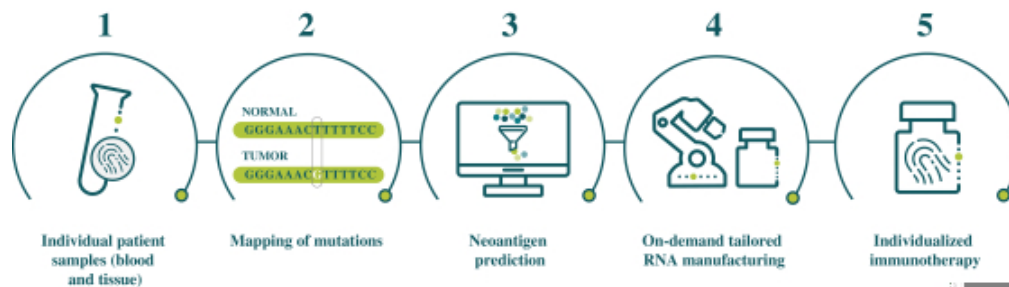 1
2
3
4
5
NORMAL
GGGAAACTTTTTCC
TUMOR
GGGAAACGTTTTCC
Individual patient
samples (blood
and tissue)
Mapping of mutations
Neoantigen
prediction
On-demand tailored
RNA manufacturing
Individualized
immunotherapy